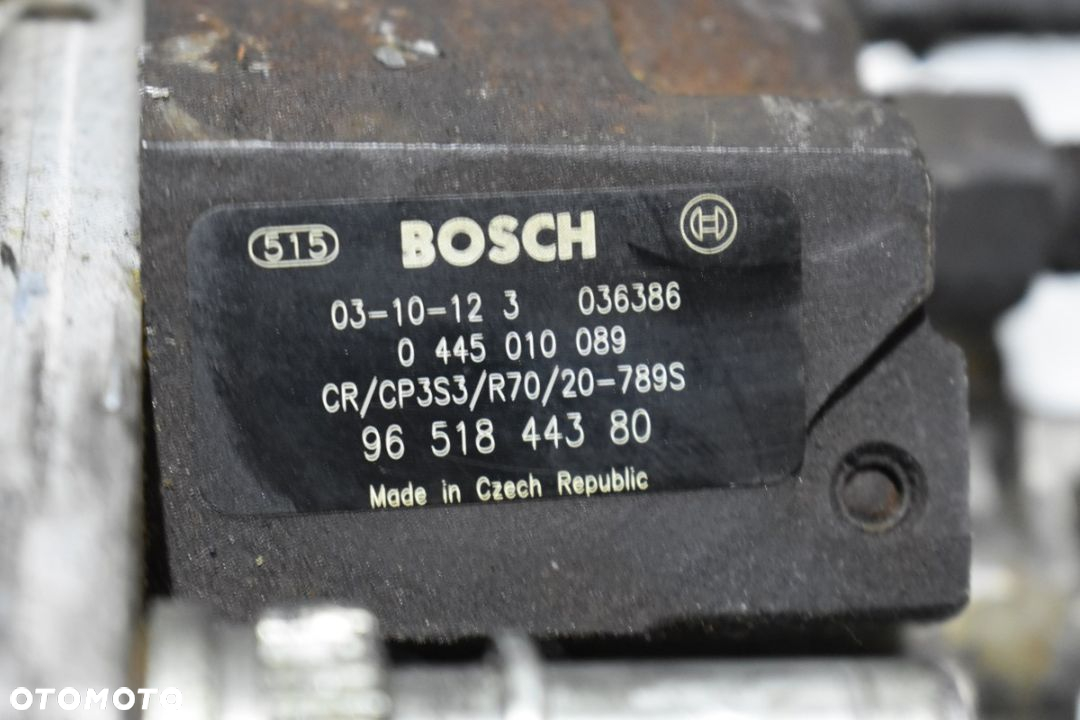 515 BOSCH
03-10-12 3 036386
0 445 010 089
CR/CP3S3/R70/20-789S
96 518 443 80
Made in Czech Republic
OTOMOTO